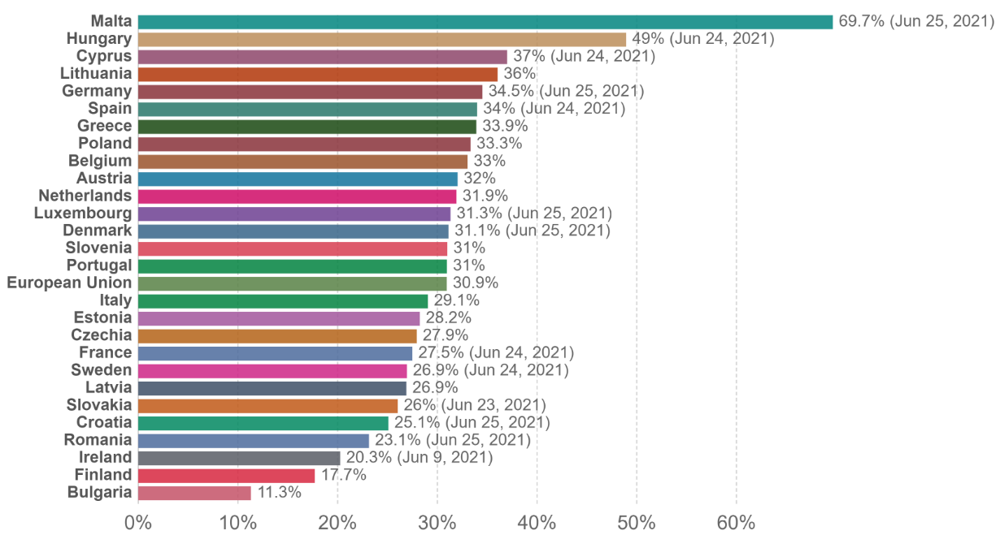 Malta 69.7% (Jun 25, 2021)
Hungary 49% (Jun 24, 2021)
Cyprus 37% (Jun 24, 2021)
Lithuania 36%
Germany 34.5% (Jun 25, 2021)
Spain 34% (Jun 24, 2021)
Greece 33.9%
Poland 33.3%
Belgium 33%
Austria 32%
Netherlands 31.9%
Luxembourg 31.3% (Jun 25, 2021)
Denmark 31.1% (Jun 25, 2021)
Slovenia 31%
Portugal 31%
European Union 30.9%
Italy 29.1%
Estonia 28.2%
Czechia 27.9%
France 27.5% (Jun 24, 2021)
Sweden 26.9% (Jun 24, 2021)
Latvia 26.9%
Slovakia 26% (Jun 23, 2021)
Croatia 25.1% (Jun 25, 2021)
Romania 23.1% (Jun 25, 2021)
Ireland 20.3% (Jun 9, 2021)
Finland 17.7%
Bulgaria 11.3%
0% 10% 20% 30% 40% 50% 60%